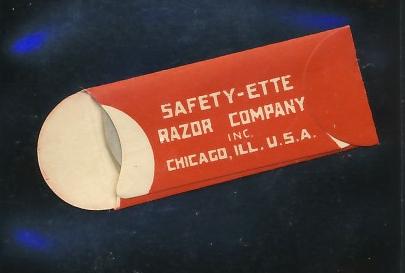 SAFETY-ETTE
RAZOR COMPANY
INC.
CHICAGO, ILL. U.S.A.